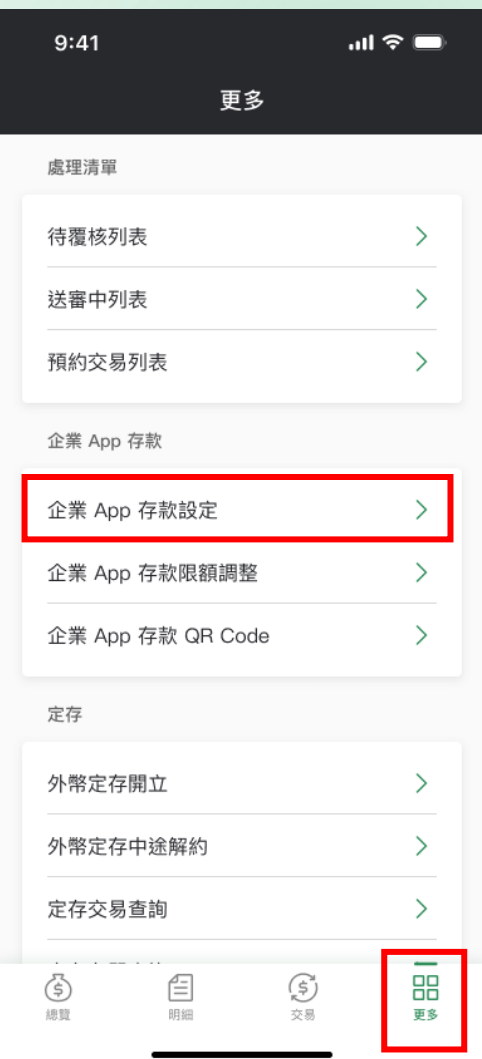 9:41
更多
處理清單
待覆核列表
送審中列表
預約交易列表
企業 App 存款
企業 App 存款設定
企業 App 存款限額調整
企業 App 存款 QR Code
定存
外幣定存開立
外幣定存中途解約
定存交易查詢
總覽
明細
交易
更多